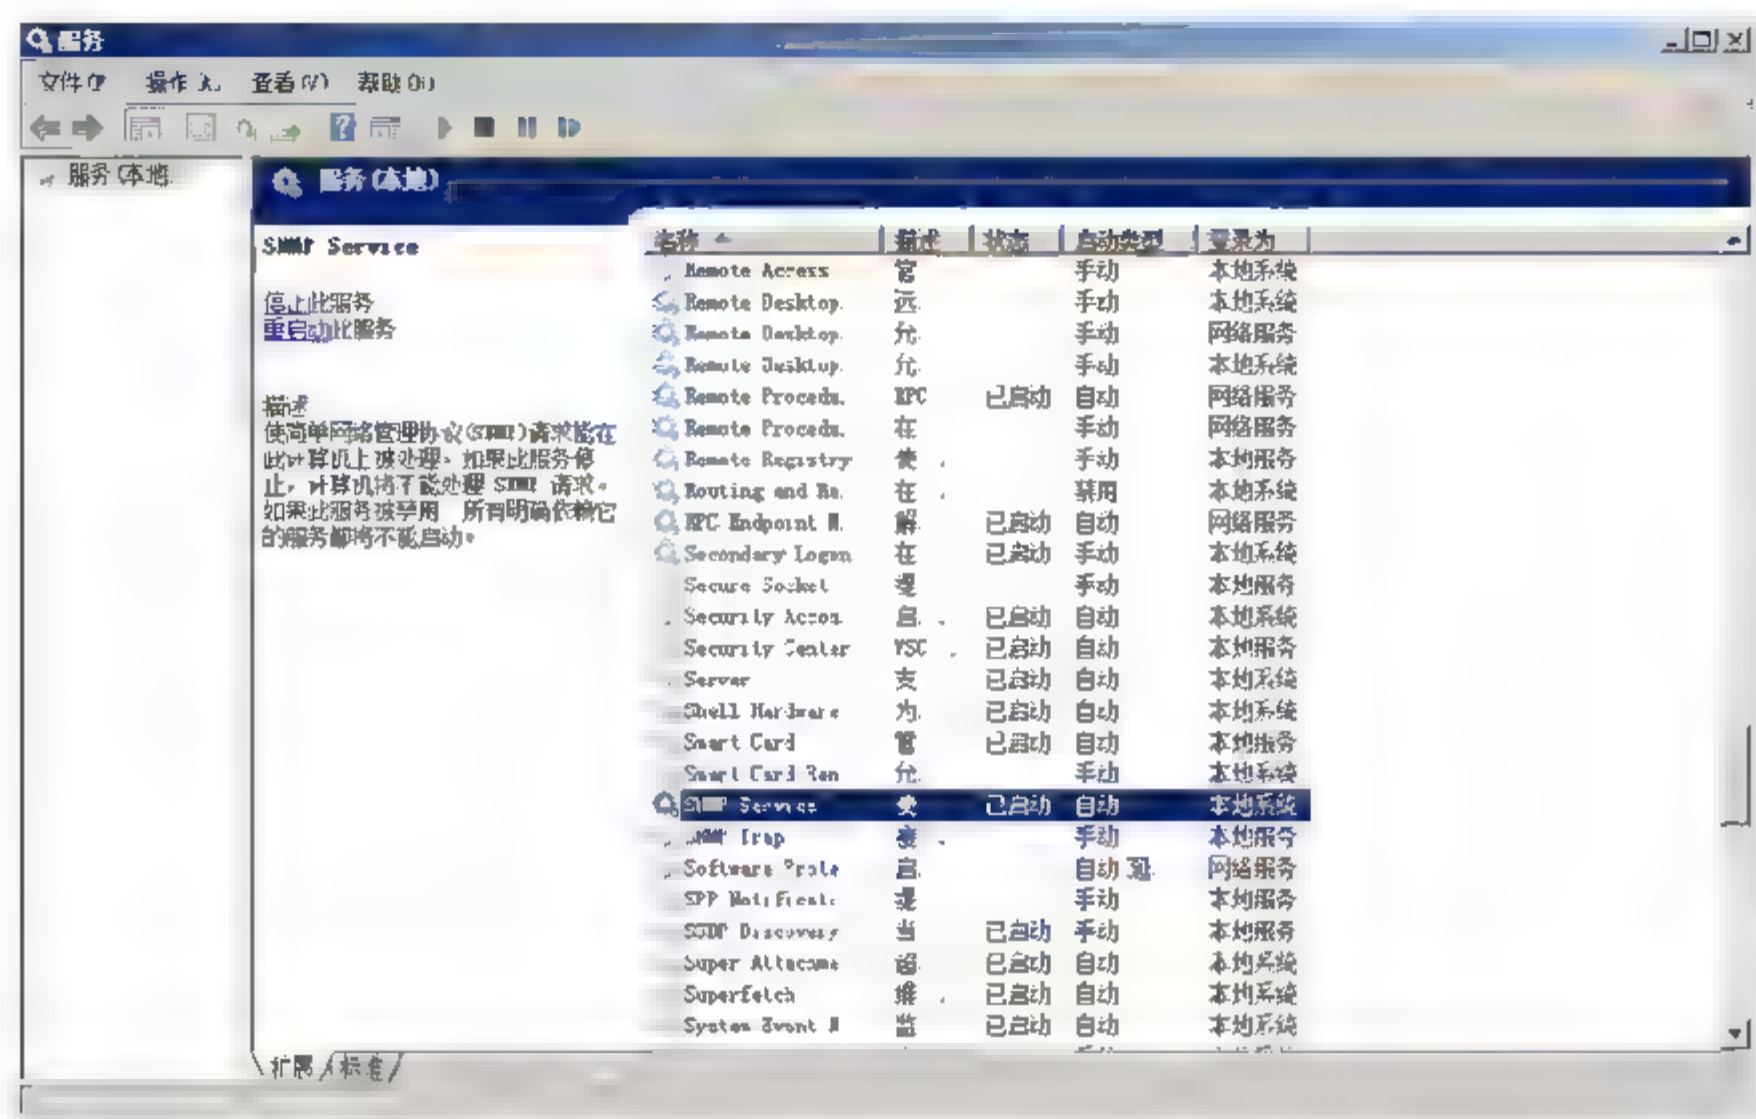 服务
文件(F) 操作(A) 查看(V) 帮助(H)
服务(本地)
服务(本地)
SNMP Service
停止此服务
重启动此服务
描述
使简单网络管理协议(SNMP)请求能在
此计算机上被处理。如果此服务停
止，计算机将不能处理 SNMP 请求。
如果此服务被禁用，所有明确依赖它
的服务都将不能启动。
名称 描述 状态 启动类型 登录为
Remote Access 管 手动 本地系统
Remote Desktop 远 手动 本地系统
Remote Desktop 允 手动 网络服务
Remote Desktop 允 手动 本地系统
Remote Procedu. RPC 已启动 自动 网络服务
Remote Procedu. 在 手动 网络服务
Remote Registry 使 手动 本地服务
Routing and Re. 在 禁用 本地系统
RPC Endpoint M. 解 已启动 自动 网络服务
Secondary Logon 在 已启动 手动 本地系统
Secure Socket 提 手动 本地服务
Security Accou 启. 已启动 自动 本地系统
Security Center WSC 已启动 自动 本地服务
Server 支 已启动 自动 本地系统
Shell Hardware 为. 已启动 自动 本地系统
Smart Card 管 已启动 自动 本地服务
Smart Card Rem 允. 手动 本地系统
SNMP Service 使 已启动 自动 本地系统
SNMP Trap 接 手动 本地服务
Software Prote 启. 自动 网络服务
SPP Notificati 提 手动 本地服务
SSDP Discovery 当 已启动 手动 本地服务
Super 超. 已启动 自动 本地系统
Superfetch 维 已启动 自动 本地系统
System Event N 监 已启动 自动 本地系统
扩展 标准